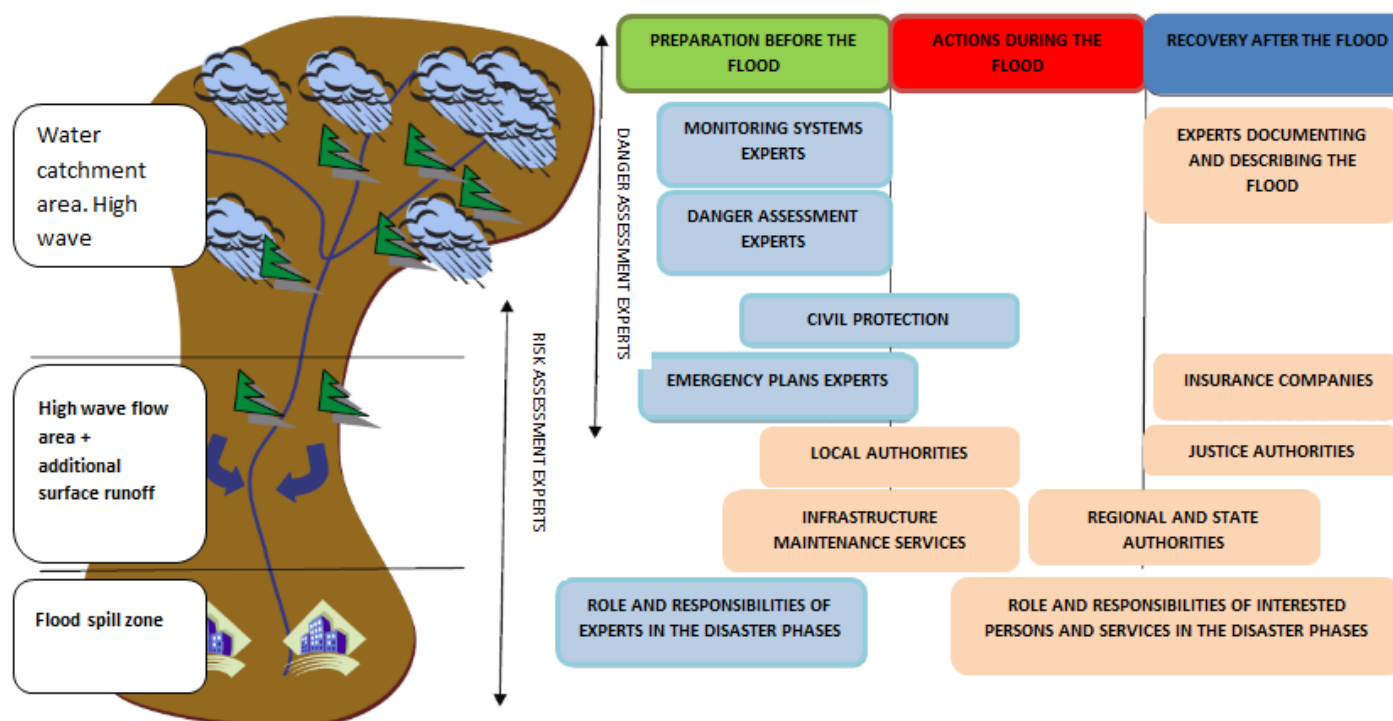 PREPARATION BEFORE THE
FLOOD
ACTIONS DURING THE
FLOOD
RECOVERY AFTER THE FLOOD
Water
catchment
area. High
wave
High wave flow
area +
additional
surface runoff
Flood spill zone
RISK ASSESSMENT EXPERTS
DANGER ASSESSMENT EXPERTS
MONITORING SYSTEMS
EXPERTS
EXPERTS DOCUMENTING
AND DESCRIBING THE
FLOOD
DANGER ASSESSMENT
EXPERTS
CIVIL PROTECTION
EMERGENCY PLANS EXPERTS
INSURANCE COMPANIES
LOCAL AUTHORITIES
JUSTICE AUTHORITIES
INFRASTRUCTURE
MAINTENANCE SERVICES
REGIONAL AND STATE
AUTHORITIES
ROLE AND RESPONSIBILITIES OF
EXPERTS IN THE DISASTER PHASES
ROLE AND RESPONSIBILITIES OF INTERESTED
PERSONS AND SERVICES IN THE DISASTER PHASES